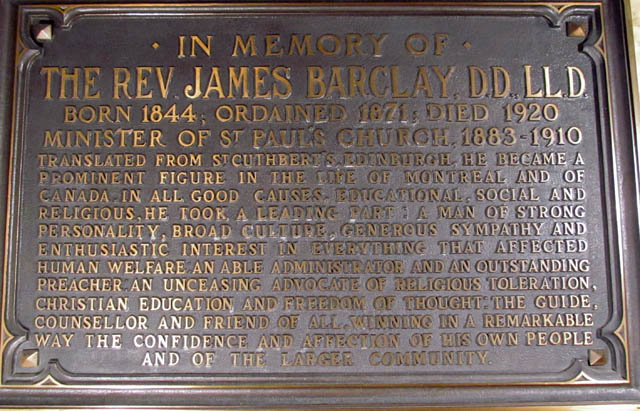 · IN MEMORY OF ·
THE REV. JAMES BARCLAY, D.D., LL.D.
BORN 1844; ORDAINED 1871; DIED 1920
MINISTER OF ST PAUL'S CHURCH, 1883-1910
TRANSLATED FROM ST CUTHBERT'S, EDINBURGH, HE BECAME A
PROMINENT FIGURE IN THE LIFE OF MONTREAL AND OF
CANADA. IN ALL GOOD CAUSES, EDUCATIONAL, SOCIAL AND
RELIGIOUS, HE TOOK A LEADING PART: A MAN OF STRONG
PERSONALITY, BROAD CULTURE, GENEROUS SYMPATHY AND
ENTHUSIASTIC INTEREST IN EVERYTHING THAT AFFECTED
HUMAN WELFARE: AN ABLE ADMINISTRATOR AND AN OUTSTANDING
PREACHER: AN UNCEASING ADVOCATE OF RELIGIOUS TOLERATION,
CHRISTIAN EDUCATION AND FREEDOM OF THOUGHT: THE GUIDE,
COUNSELLOR AND FRIEND OF ALL, WINNING IN A REMARKABLE
WAY THE CONFIDENCE AND AFFECTION OF HIS OWN PEOPLE
AND OF THE LARGER COMMUNITY.